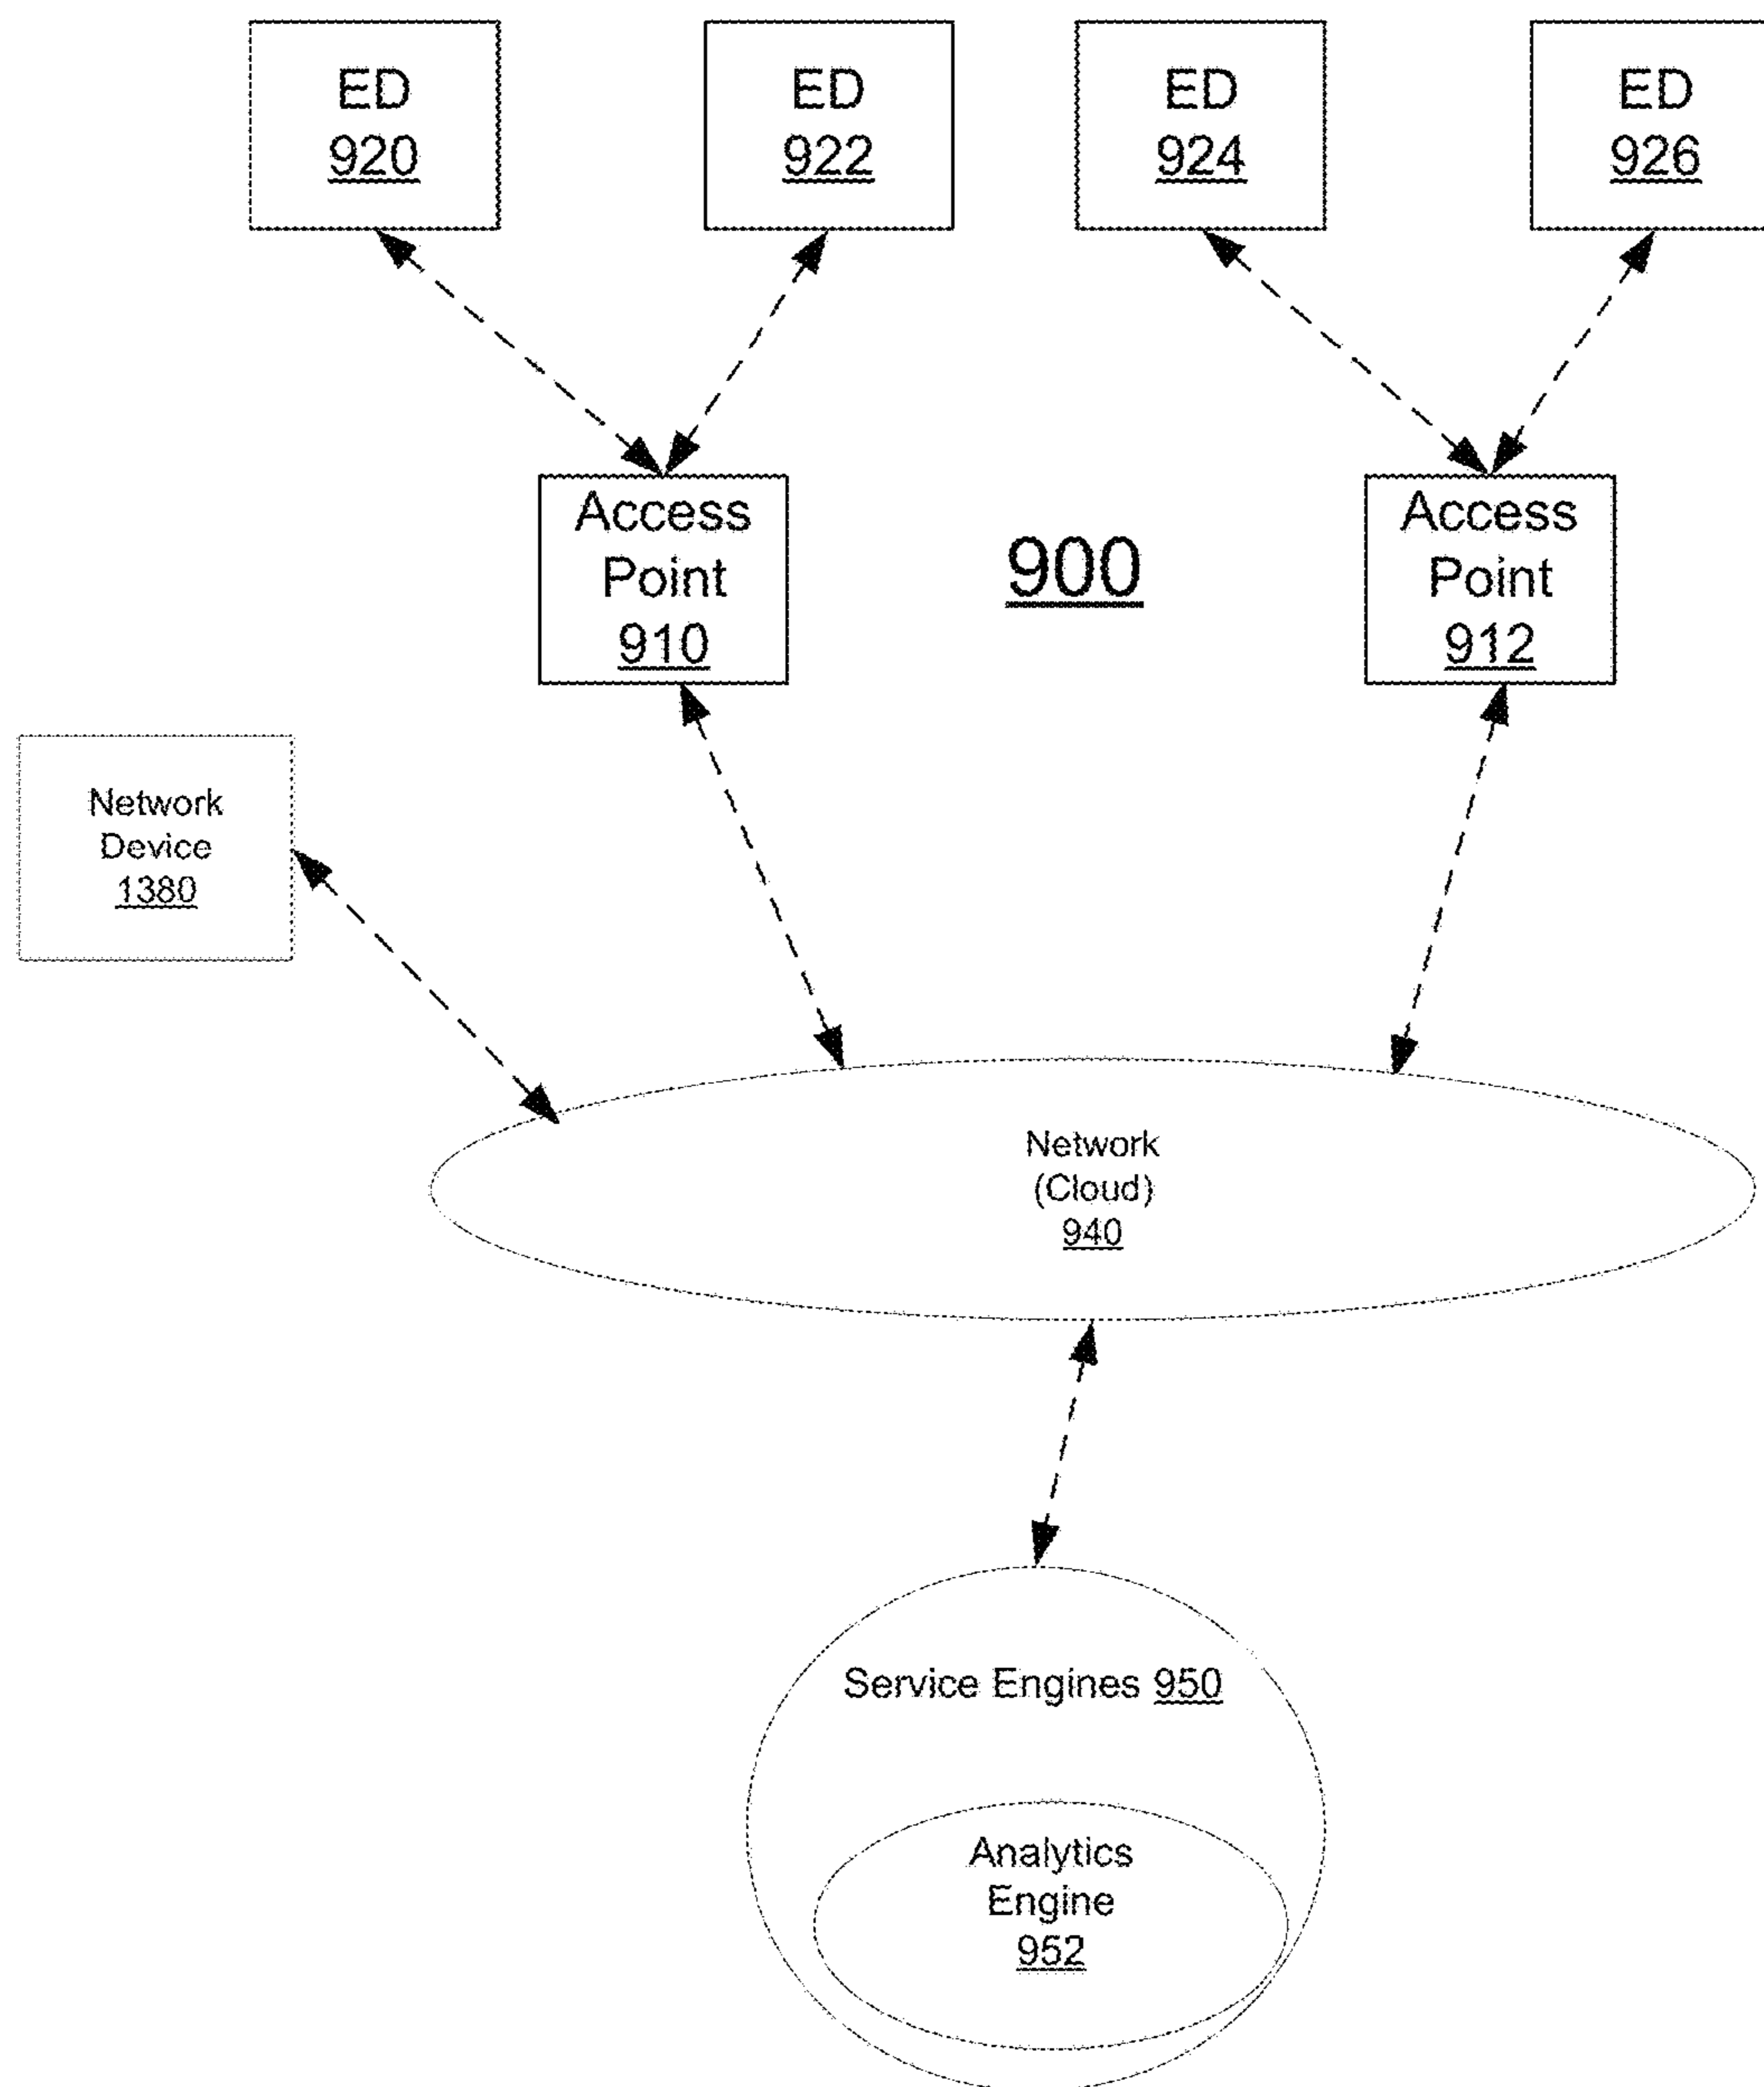 ED
920
ED
922
ED
924
ED
926
Access
Point
910
900
Access
Point
912
Network
Device
1380
Network
(Cloud)
940
Service Engines 950
Analytics
Engine
952